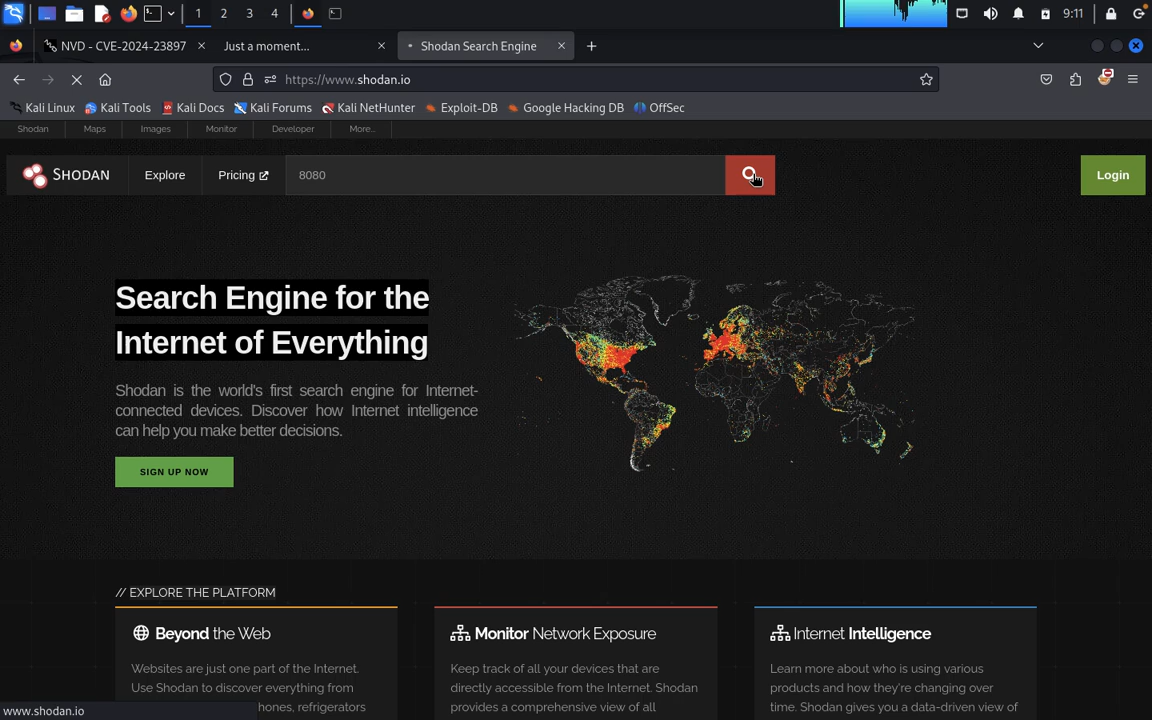 1 2 3 4 9:11
NVD - CVE-2024-23897 Just a moment... Shodan Search Engine
https://www.shodan.io
Kali Linux Kali Tools Kali Docs Kali Forums Kali NetHunter Exploit-DB Google Hacking DB OffSec
Shodan Maps Images Monitor Developer More...
SHODAN Explore Pricing 8080 Login
Search Engine for the
Internet of Everything
Shodan is the world's first search engine for Internet-
connected devices. Discover how Internet intelligence
can help you make better decisions.
SIGN UP NOW
// EXPLORE THE PLATFORM
Beyond the Web
Websites are just one part of the Internet.
Use Shodan to discover everything from
hones, refrigerators
Monitor Network Exposure
Keep track of all your devices that are
directly accessible from the Internet. Shodan
provides a comprehensive view of all
Internet Intelligence
Learn more about who is using various
products and how they're changing over
time. Shodan gives you a data-driven view of
www.shodan.io